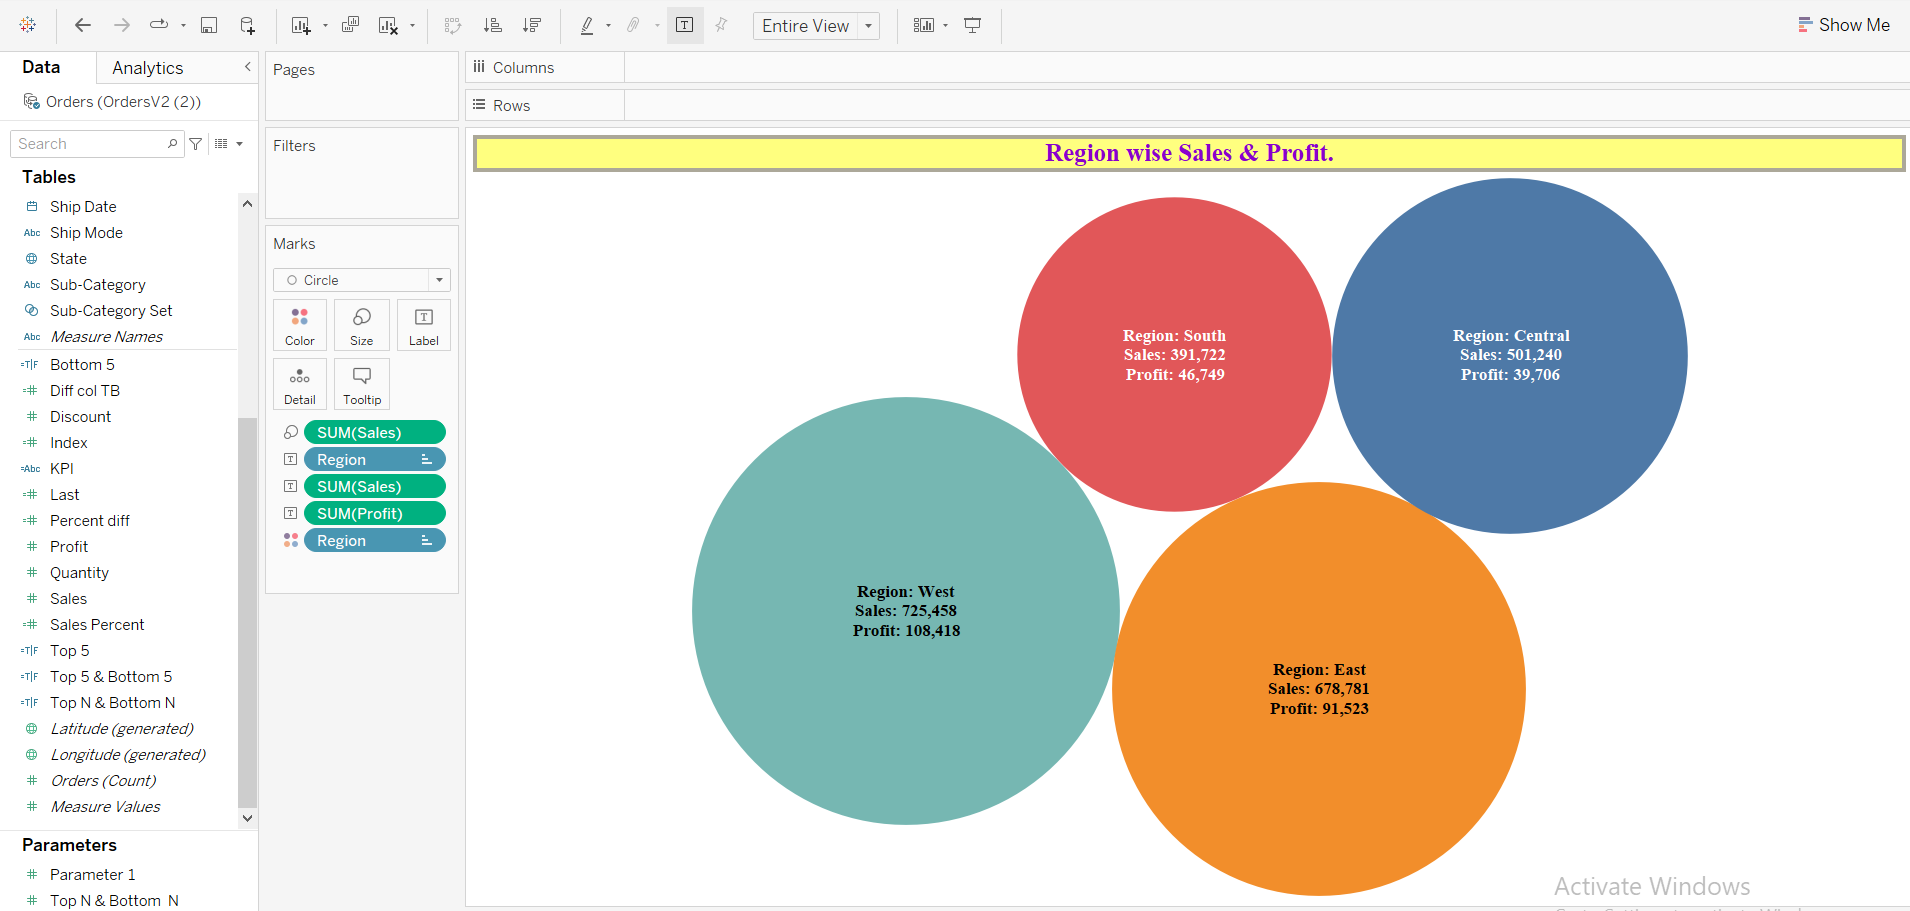 Entire View
Show Me
Data
Analytics
Orders (OrdersV2 (2))
Search
Tables
Ship Date
Abc Ship Mode
State
Abc Sub-Category
Sub-Category Set
Abc Measure Names
=T|F Bottom 5
=# Diff col TB
# Discount
=# Index
=Abc KPI
=# Last
=# Percent diff
# Profit
# Quantity
# Sales
=# Sales Percent
=T|F Top 5
=T|F Top 5 & Bottom 5
=T|F Top N & Bottom N
Latitude (generated)
Longitude (generated)
# Orders (Count)
# Measure Values
Parameters
# Parameter 1
# Top N & Bottom N
Pages
Filters
Marks
Circle
Color
Size
Label
Detail
Tooltip
SUM(Sales)
Region
SUM(Sales)
SUM(Profit)
Region
Columns
Rows
Region wise Sales & Profit.
Region: South
Sales: 391,722
Profit: 46,749
Region: Central
Sales: 501,240
Profit: 39,706
Region: West
Sales: 725,458
Profit: 108,418
Region: East
Sales: 678,781
Profit: 91,523
Activate Windows